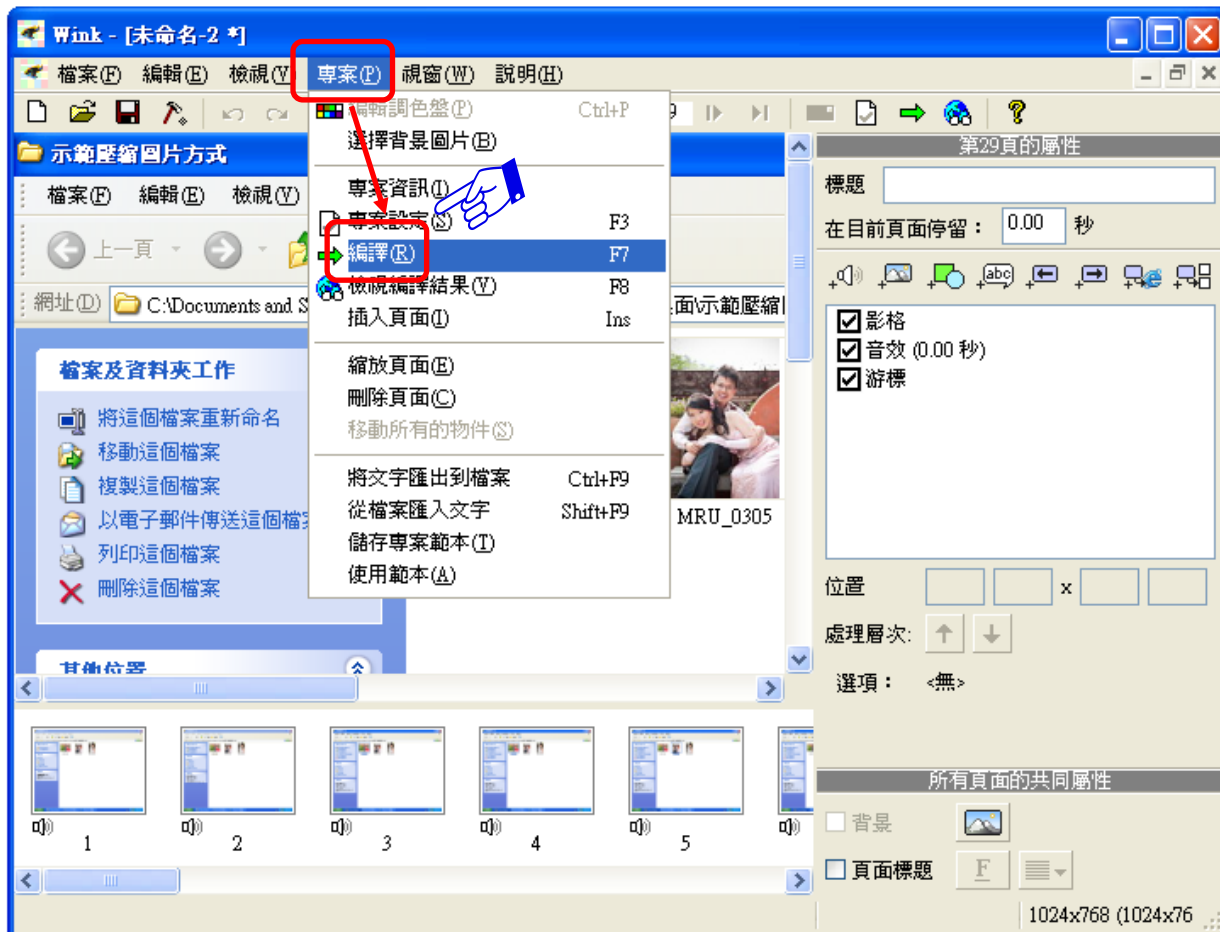 Wink - [未命名-2 *]
檔案(F) 編輯(E) 檢視(V) 專案(P) 視窗(W) 說明(H)
編輯調色盤(P) Ctrl+P
選擇背景圖片(B)
專案資訊(I)
專案設定(S) F3
編譯(R) F7
檢視編譯結果(V) F8
插入頁面(I) Ins
縮放頁面(E)
刪除頁面(C)
移動所有的物件(S)
將文字匯出到檔案 Ctrl+F9
從檔案匯入文字 Shift+F9
儲存專案範本(T)
使用範本(A)
示範壓縮圖片方式
檔案(F) 編輯(E) 檢視(V)
上一頁
網址(D) C:\Documents and S 面\示範壓縮
檔案及資料夾工作
將這個檔案重新命名
移動這個檔案
複製這個檔案
以電子郵件傳送這個檔
列印這個檔案
刪除這個檔案
其他位置
MRU_0305
1
2
3
4
5
第29頁的屬性
標題
在目前頁面停留： 0.00 秒
abc
影格
音效 (0.00 秒)
游標
位置 x
處理層次:
選項： <無>
所有頁面的共同屬性
背景
頁面標題 F
1024x768 (1024x76